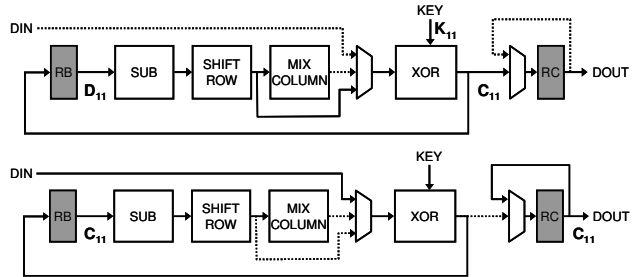 DIN
KEY
K11
RB
D11
SUB
SHIFT
ROW
MIX
COLUMN
XOR
C11
RC
DOUT
DIN
KEY
RB
C11
SUB
SHIFT
ROW
MIX
COLUMN
XOR
RC
C11
DOUT